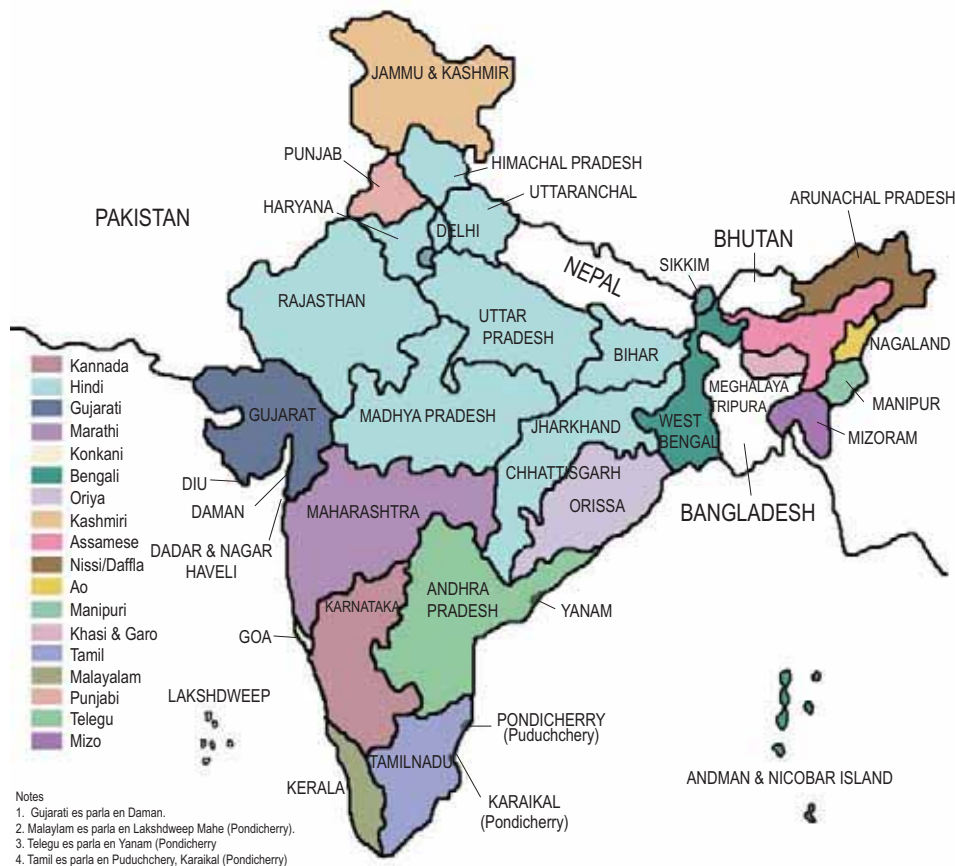 JAMMU & KASHMIR
PUNJAB
HIMACHAL PRADESH
UTTARANCHAL
HARYANA
DELHI
PAKISTAN
ARUNACHAL PRADESH
BHUTAN
SIKKIM
NEPAL
RAJASTHAN
UTTAR
PRADESH
BIHAR
NAGALAND
MEGHALAYA
TRIPURA
MANIPUR
MIZORAM
GUJARAT
MADHYA PRADESH
JHARKHAND
WEST
BENGAL
CHHATTISGARH
DIU
DAMAN
MAHARASHTRA
ORISSA
BANGLADESH
DADAR & NAGAR
HAVELI
KARNATAKA
ANDHRA
PRADESH
YANAM
GOA
LAKSHDWEEP
PONDICHERRY
(Puduchchery)
TAMILNADU
KERALA
KARAIKAL
(Pondicherry)
ANDMAN & NICOBAR ISLAND
Kannada
Hindi
Gujarati
Marathi
Konkani
Bengali
Oriya
Kashmiri
Assamese
Nissi/Daffla
Ao
Manipuri
Khasi & Garo
Tamil
Malayalam
Punjabi
Telegu
Mizo
Notes
1. Gujarati es parla en Daman.
2. Malaylam es parla en Lakshdweep Mahe (Pondicherry).
3. Telegu es parla en Yanam (Pondicherry
4. Tamil es parla en Puduchchery, Karaikal (Pondicherry)